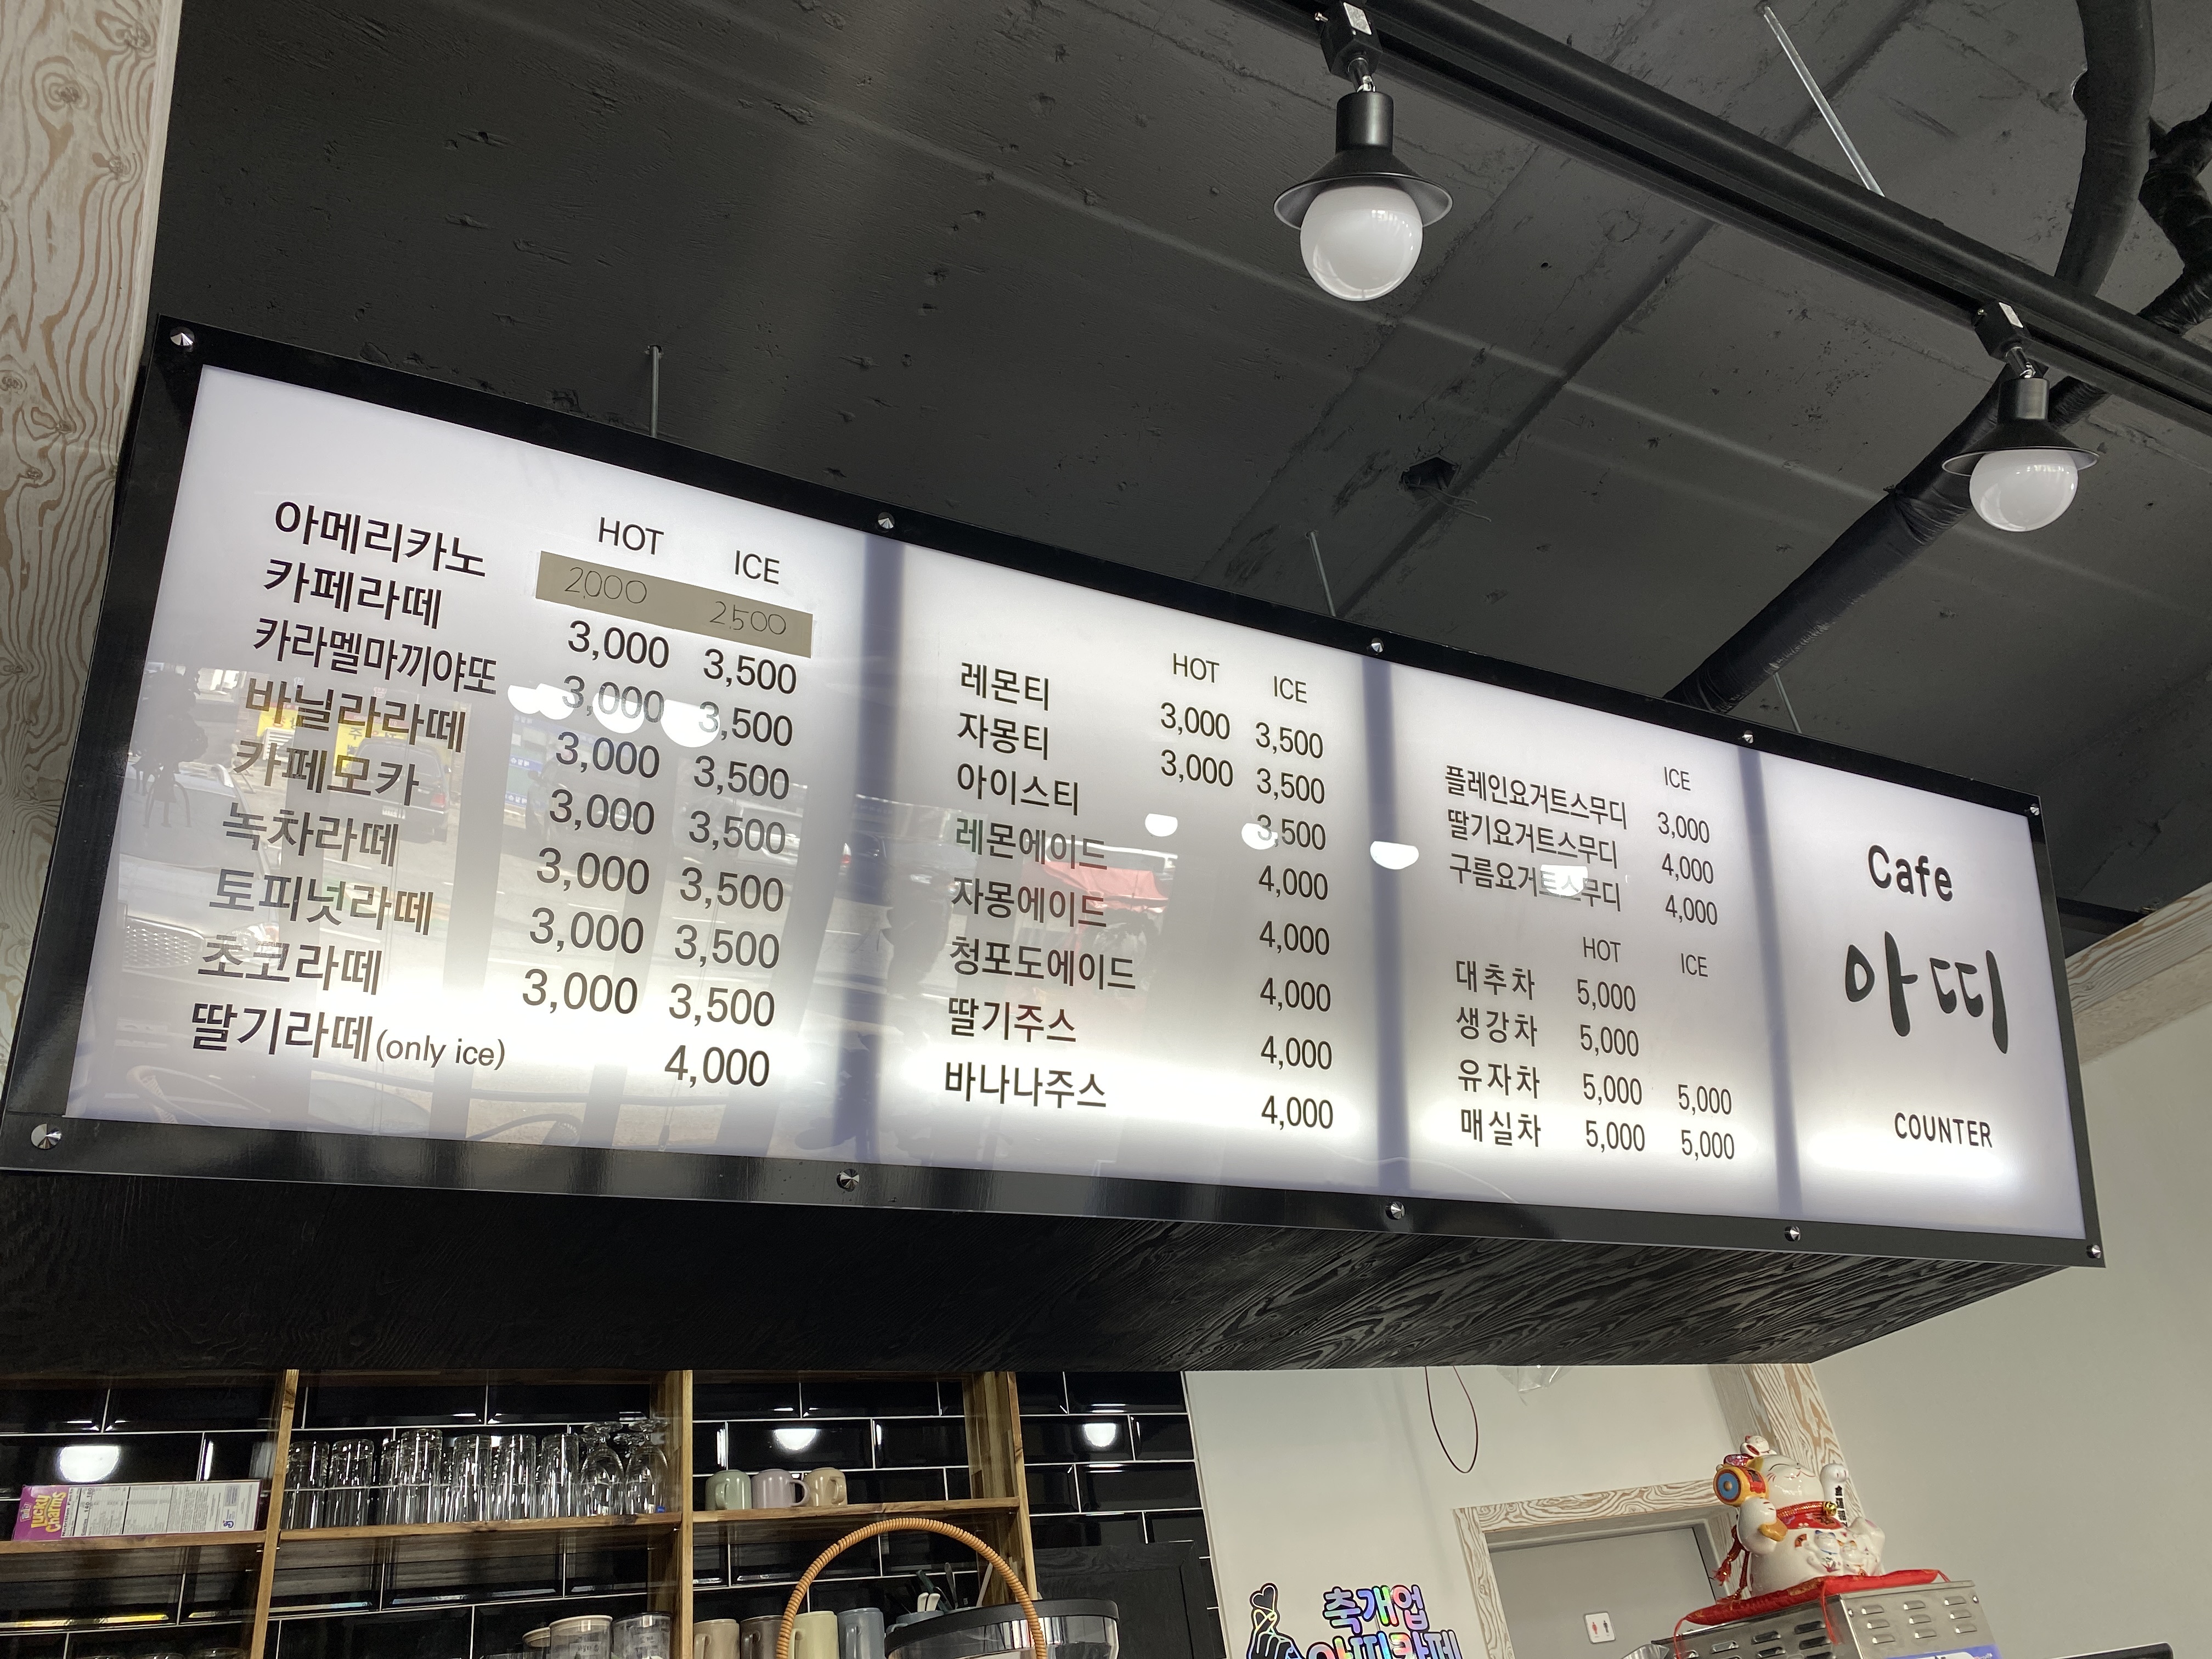 HOT ICE
아메리카노 2000 2500
카페라떼 3,000 3,500
카라멜마끼야또 3,000 3,500
바닐라라떼 3,000 3,500
카페모카 3,000 3,500
녹차라떼 3,000 3,500
토피넛라떼 3,000 3,500
초코라떼 3,000 3,500
딸기라떼(only ice) 4,000
HOT ICE
레몬티 3,000 3,500
자몽티 3,000 3,500
아이스티 3,500
레몬에이드 4,000
자몽에이드 4,000
청포도에이드 4,000
딸기주스 4,000
바나나주스 4,000
ICE
플레인요거트스무디 3,000
딸기요거트스무디 4,000
구름요거트스무디 4,000
HOT ICE
대추차 5,000
생강차 5,000
유자차 5,000 5,000
매실차 5,000 5,000
Cafe
아띠
COUNTER
Lucky
Charms
축개업
아띠카페